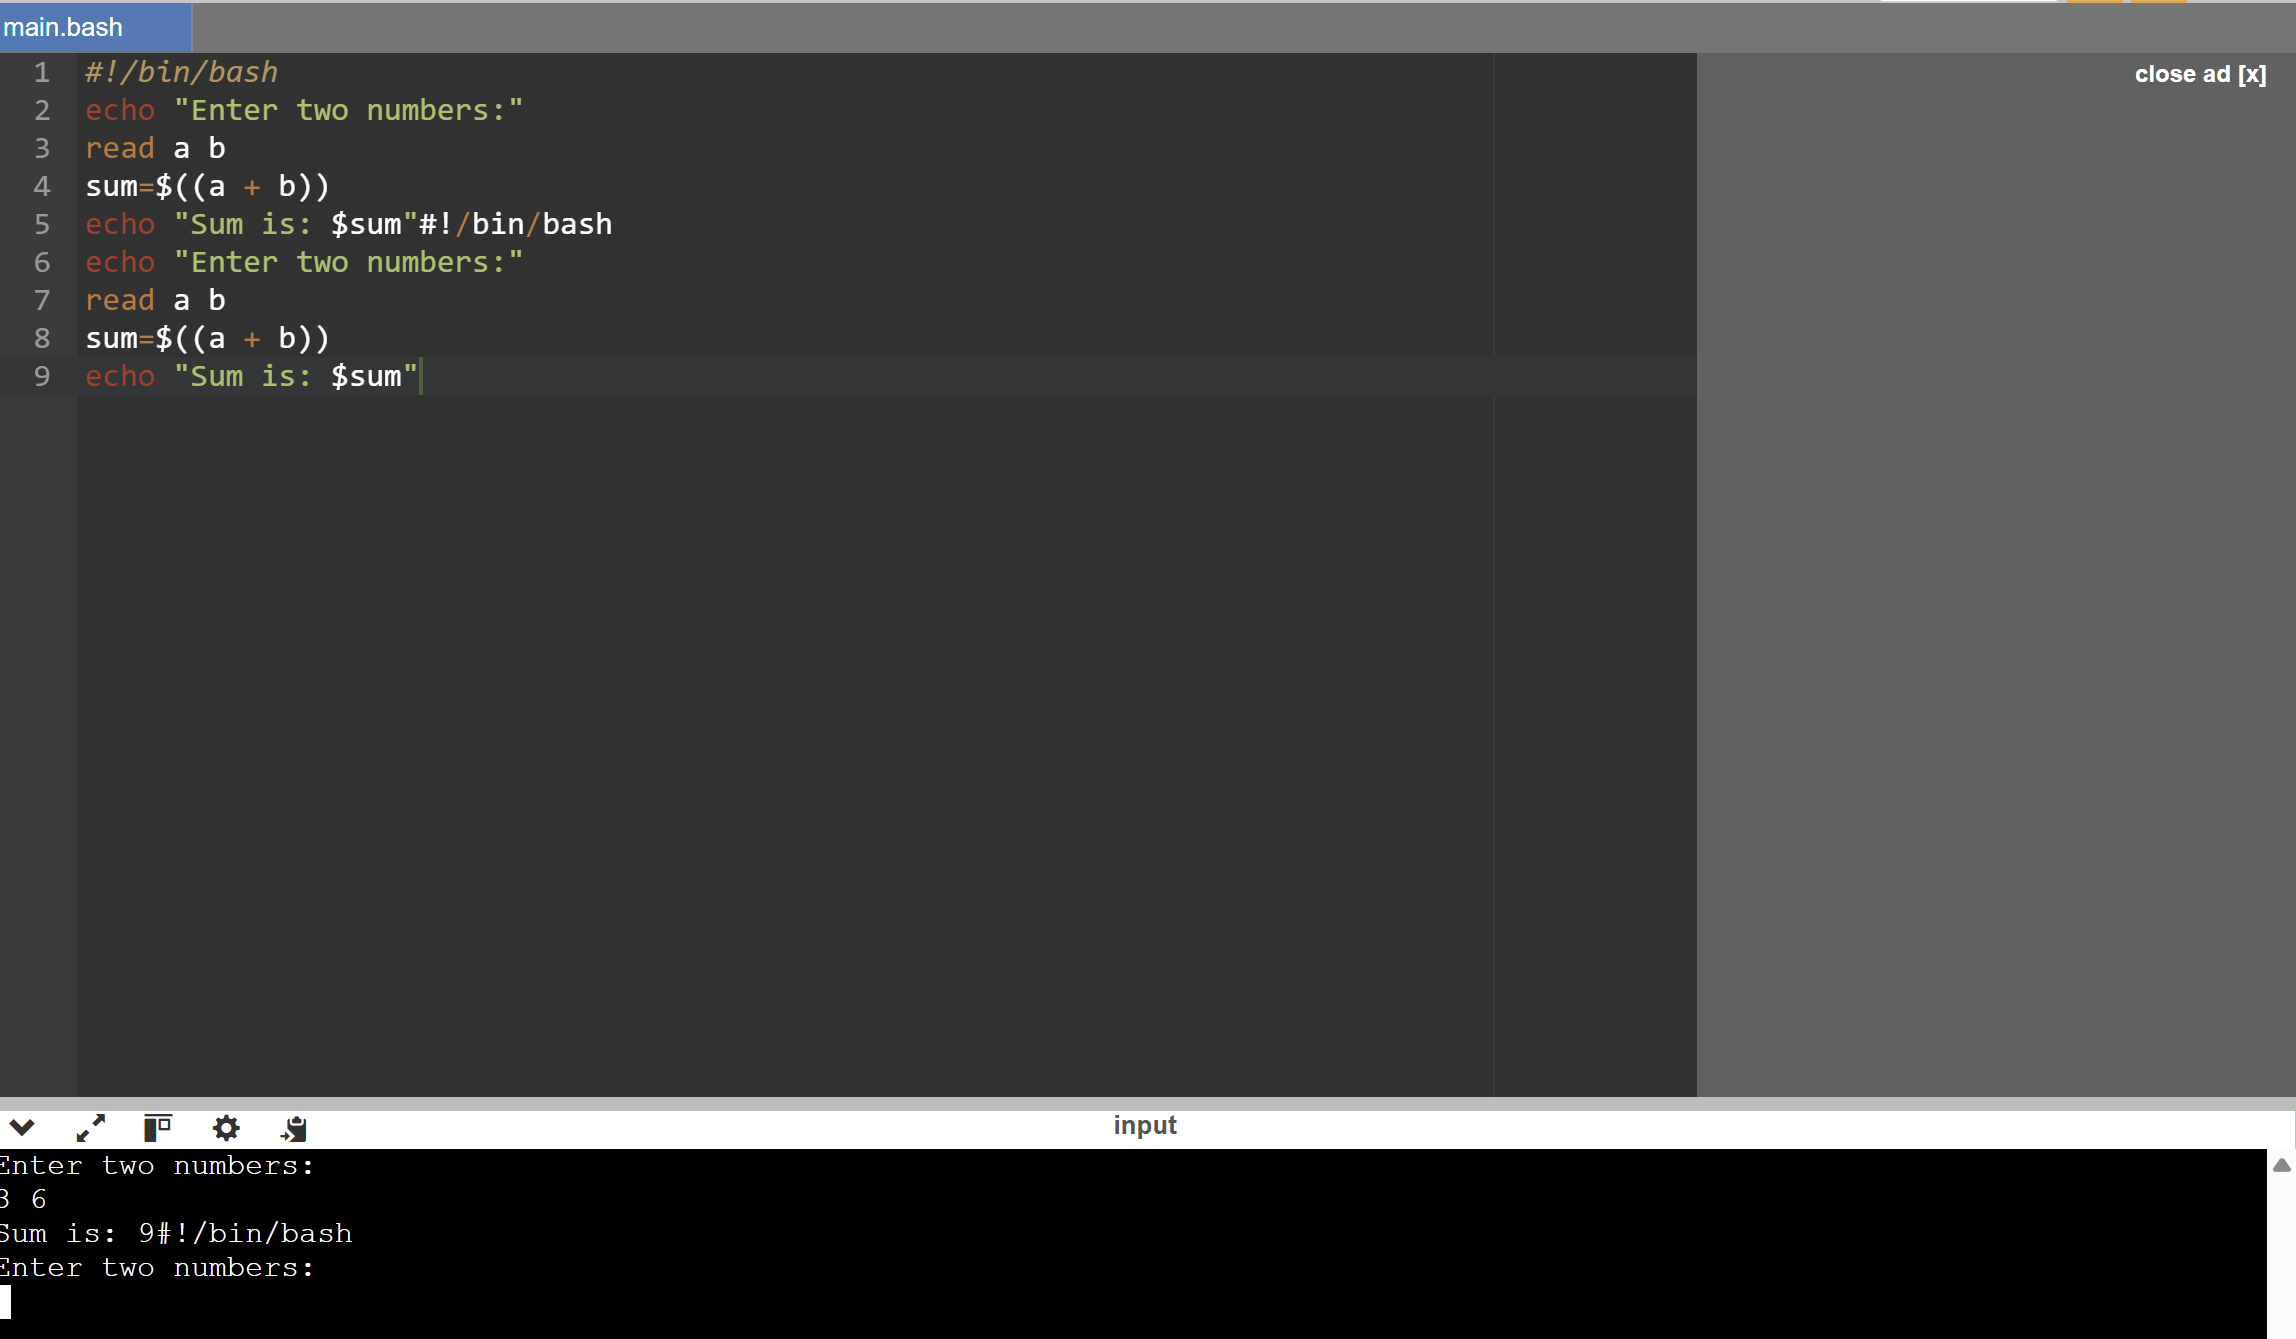 main.bash
close ad [x]
1 #!/bin/bash
2 echo "Enter two numbers:"
3 read a b
4 sum=$((a + b))
5 echo "Sum is: $sum"#!/bin/bash
6 echo "Enter two numbers:"
7 read a b
8 sum=$((a + b))
9 echo "Sum is: $sum"
input
Enter two numbers:
3 6
Sum is: 9#!/bin/bash
Enter two numbers: